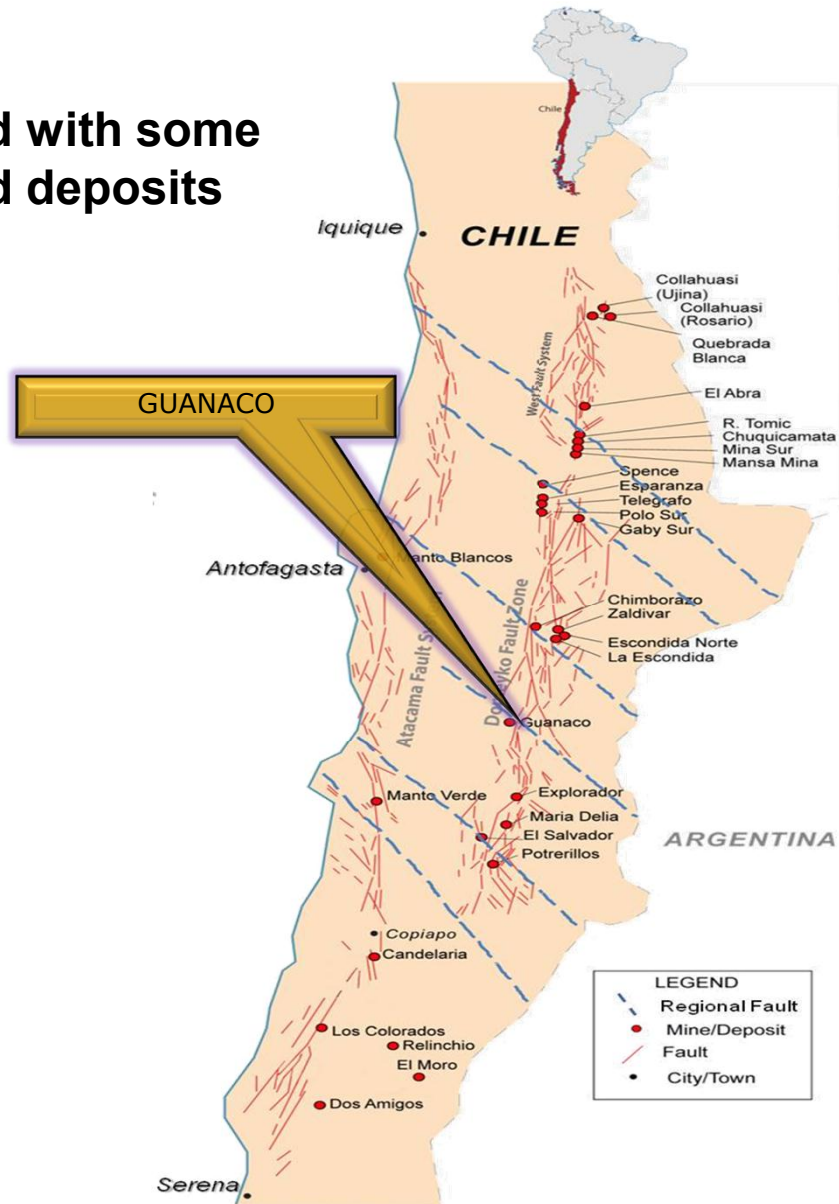 d with some
d deposits
Chile
Iquique
CHILE
Collahuasi
(Ujina)
Collahuasi
(Rosario)
Quebrada
Blanca
West Fault System
El Abra
GUANACO
R. Tomic
Chuquicamata
Mina Sur
Mansa Mina
Spence
Esparanza
Telegrafo
Polo Sur
Gaby Sur
Manto Blancos
Antofagasta
Chimborazo
Zaldivar
Escondida Norte
La Escondida
Atacama Fault
Domeyko Fault Zone
Guanaco
Manto Verde
Explorador
Maria Delia
El Salvador
Potrerillos
ARGENTINA
Copiapo
Candelaria
LEGEND
Regional Fault
Mine/Deposit
Fault
City/Town
Los Colorados
Relinchio
El Moro
Dos Amigos
Serena